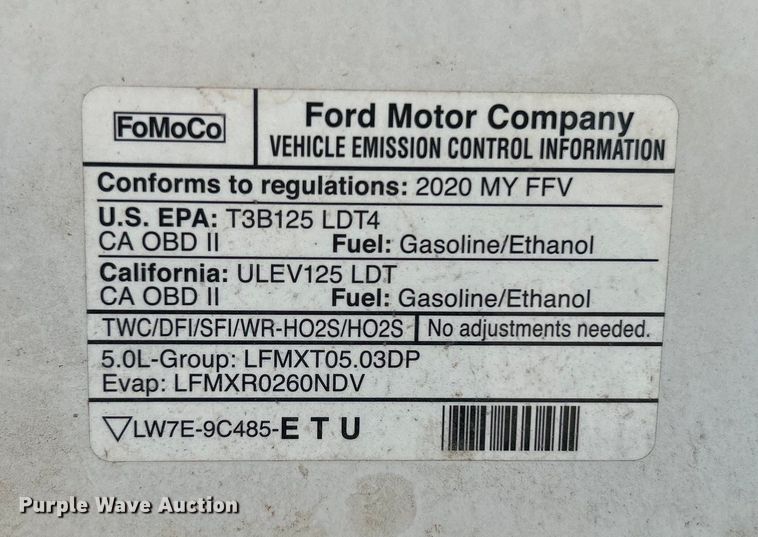 FoMoCo
Ford Motor Company
VEHICLE EMISSION CONTROL INFORMATION
Conforms to regulations: 2020 MY FFV
U.S. EPA: T3B125 LDT4
CA OBD II Fuel: Gasoline/Ethanol
California: ULEV125 LDT
CA OBD II Fuel: Gasoline/Ethanol
TWC/DFI/SFI/WR-HO2S/HO2S No adjustments needed.
5.0L-Group: LFMXT05.03DP
Evap: LFMXR0260NDV
LW7E-9C485-E T U
Purple Wave Auction